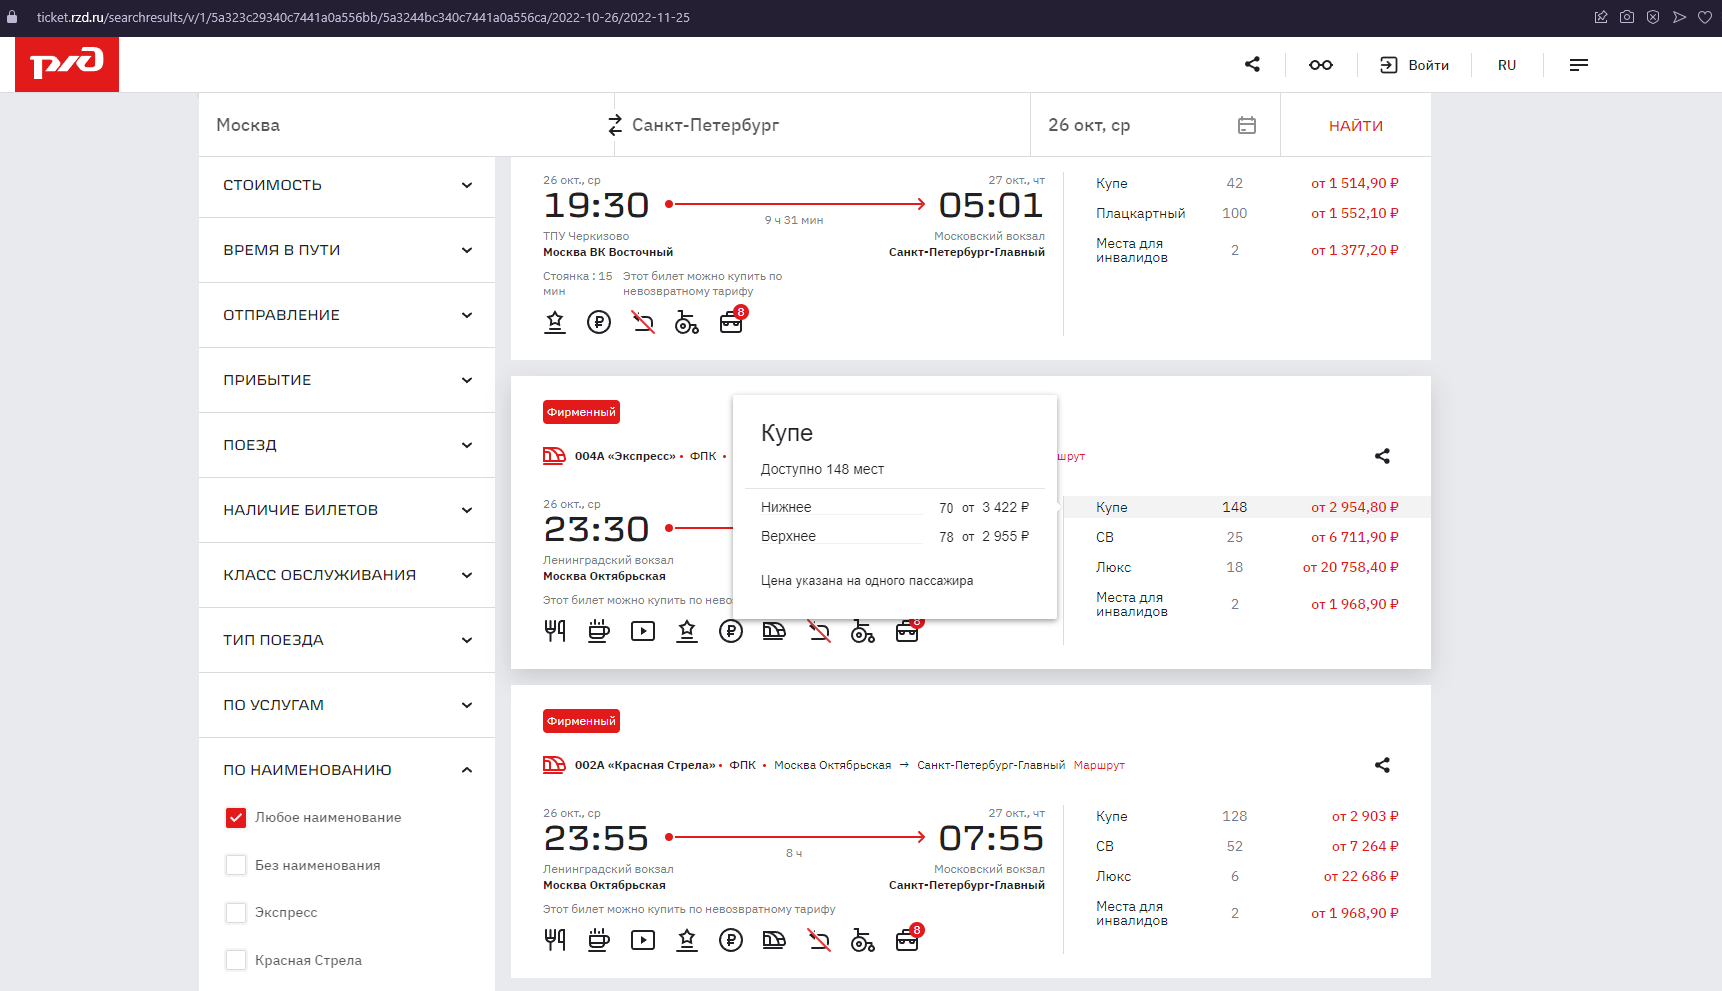 ticket.rzd.ru/searchresults/v/1/5a323c29340c7441a0a556bb/5a3244bc340c7441a0a556ca/2022-10-26/2022-11-25
ржд
Войти
RU
Москва
Санкт-Петербург
26 окт, ср
НАЙТИ
СТОИМОСТЬ
ВРЕМЯ В ПУТИ
ОТПРАВЛЕНИЕ
ПРИБЫТИЕ
ПОЕЗД
НАЛИЧИЕ БИЛЕТОВ
КЛАСС ОБСЛУЖИВАНИЯ
ТИП ПОЕЗДА
ПО УСЛУГАМ
ПО НАИМЕНОВАНИЮ
Любое наименование
Без наименования
Экспресс
Красная Стрела
26 окт., ср
27 окт., чт
19:30
05:01
9 ч 31 мин
ТПУ Черкизово
Московский вокзал
Москва ВК Восточный
Санкт-Петербург-Главный
Стоянка : 15
мин
Этот билет можно купить по
невозвратному тарифу
8
Купе 42 от 1 514,90 ₽
Плацкартный 100 от 1 552,10 ₽
Места для
инвалидов 2 от 1 377,20 ₽
Фирменный
004А «Экспресс» • ФПК •
шрут
26 окт., ср
23:30
Ленинградский вокзал
Москва Октябрьская
Этот билет можно купить по нево
8
Купе
Доступно 148 мест
Нижнее 70 от 3 422 ₽
Верхнее 78 от 2 955 ₽
Цена указана на одного пассажира
Купе 148 от 2 954,80 ₽
СВ 25 от 6 711,90 ₽
Люкс 18 от 20 758,40 ₽
Места для
инвалидов 2 от 1 968,90 ₽
Фирменный
002А «Красная Стрела» • ФПК • Москва Октябрьская → Санкт-Петербург-Главный Маршрут
26 окт., ср
27 окт., чт
23:55
07:55
8 ч
Ленинградский вокзал
Московский вокзал
Москва Октябрьская
Санкт-Петербург-Главный
Этот билет можно купить по невозвратному тарифу
8
Купе 128 от 2 903 ₽
СВ 52 от 7 264 ₽
Люкс 6 от 22 686 ₽
Места для
инвалидов 2 от 1 968,90 ₽